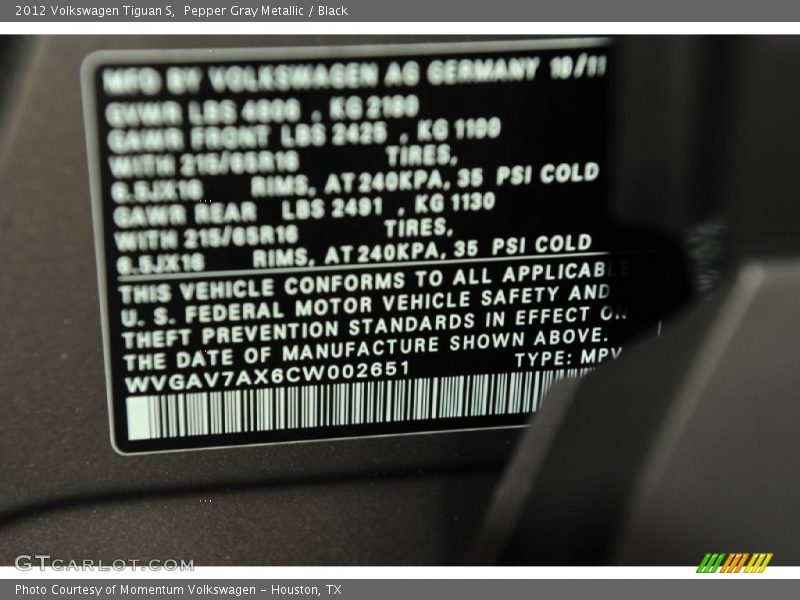 2012 Volkswagen Tiguan S, Pepper Gray Metallic / Black
MFG BY VOLKSWAGEN AG GERMANY 10/11
GVWR LBS 4806 , KG 2180
GAWR FRONT LBS 2425 , KG 1100
WITH 215/65R16 TIRES,
6.5JX16 RIMS, AT 240KPA, 35 PSI COLD
GAWR REAR LBS 2491 , KG 1130
WITH 215/65R16 TIRES,
6.5JX16 RIMS, AT 240KPA, 35 PSI COLD
THIS VEHICLE CONFORMS TO ALL APPLICABLE
U. S. FEDERAL MOTOR VEHICLE SAFETY AND
THEFT PREVENTION STANDARDS IN EFFECT ON
THE DATE OF MANUFACTURE SHOWN ABOVE.
WVGAV7AX6CW002651 TYPE: MPV
GTcarlot.com
Photo Courtesy of Momentum Volkswagen - Houston, TX